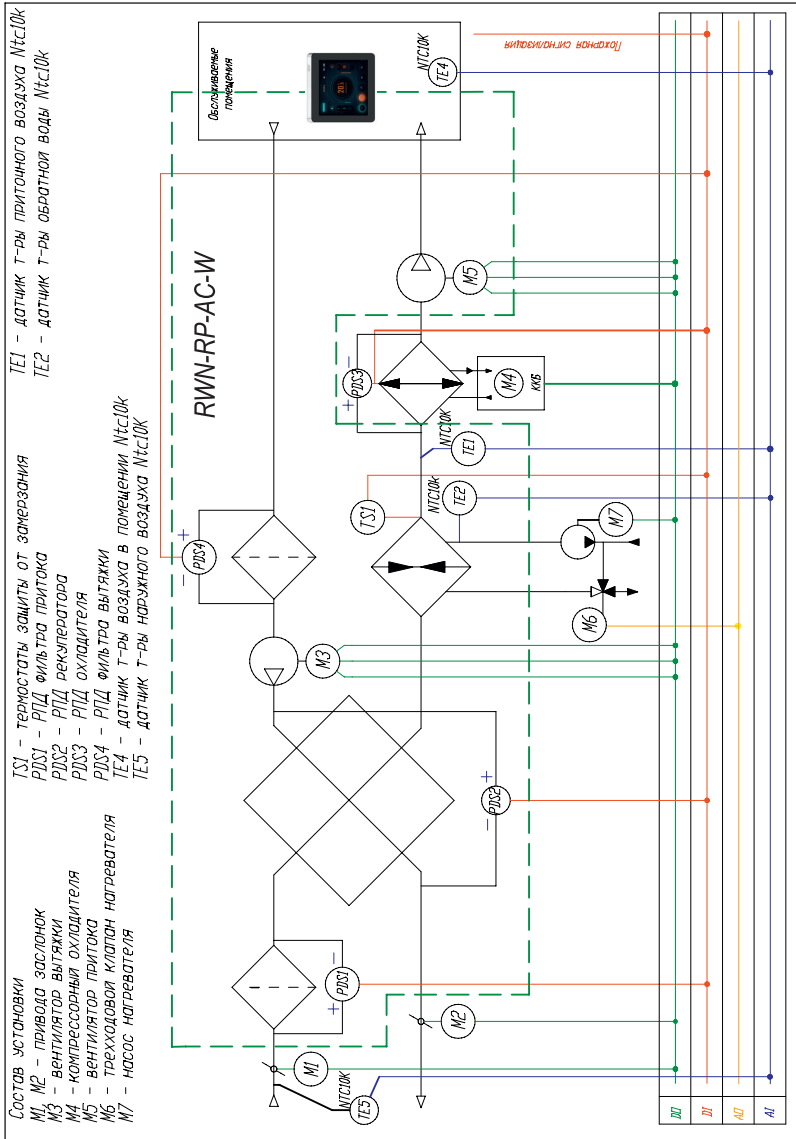 Состав установки
М1, М2 - привода заслонок
М3 - вентилятор вытяжки
М4 - компрессорный охладителя
М5 - вентилятор притока
М6 - трехходовой клапан нагревателя
М7 - насос нагревателя
TS1 - термостаты защиты от замерзания
PDS1 - РПД фильтра притока
PDS2 - РПД рекуператора
PDS3 - РПД охладителя
PDS4 - РПД фильтра вытяжки
TE4 - датчик т-ры воздуха в помещении Ntc10k
TE5 - датчик т-ры наружного воздуха Ntc10k
TE1 - датчик т-ры приточного воздуха Ntc10k
TE2 - датчик т-ры обратной воды Ntc10k
RWN-RP-AC-W
Обслуживаемые
помещения
NTC10K
TE4
Пожарная сигнализация
PDS4
- +
M3
M5
PDS3
+ -
M4
ККБ
NTC10K
TE1
TS1
NTC10K
TE2
M7
M6
PDS2
- +
PDS1
+ -
M2
M1
NTC10K
TE5
DO
DI
AO
AI